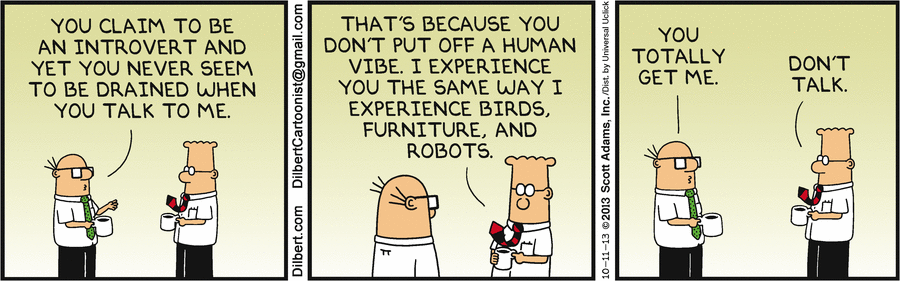 YOU CLAIM TO BE
AN INTROVERT AND
YET YOU NEVER SEEM
TO BE DRAINED WHEN
YOU TALK TO ME.
Dilbert.com DilbertCartoonist@gmail.com
THAT'S BECAUSE YOU
DON'T PUT OFF A HUMAN
VIBE. I EXPERIENCE
YOU THE SAME WAY I
EXPERIENCE BIRDS,
FURNITURE, AND
ROBOTS.
10-11-13 © 2013 Scott Adams, Inc. /Dist. by Universal Uclick
YOU
TOTALLY
GET ME.
DON'T
TALK.